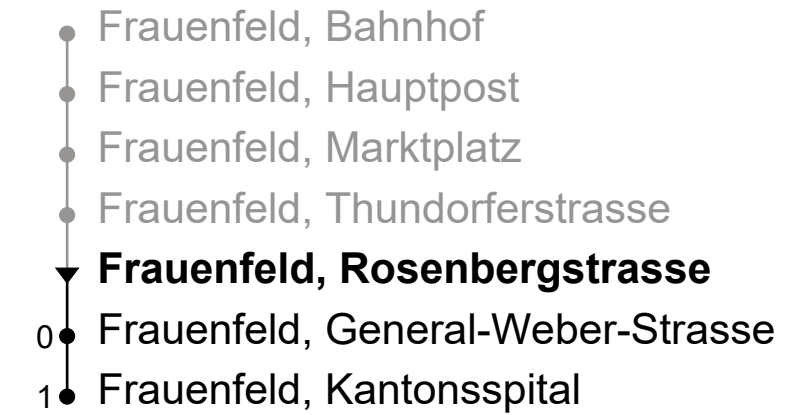 Frauenfeld, Bahnhof
Frauenfeld, Hauptpost
Frauenfeld, Marktplatz
Frauenfeld, Thundorferstrasse
Frauenfeld, Rosenbergstrasse
0 Frauenfeld, General-Weber-Strasse
1 Frauenfeld, Kantonsspital